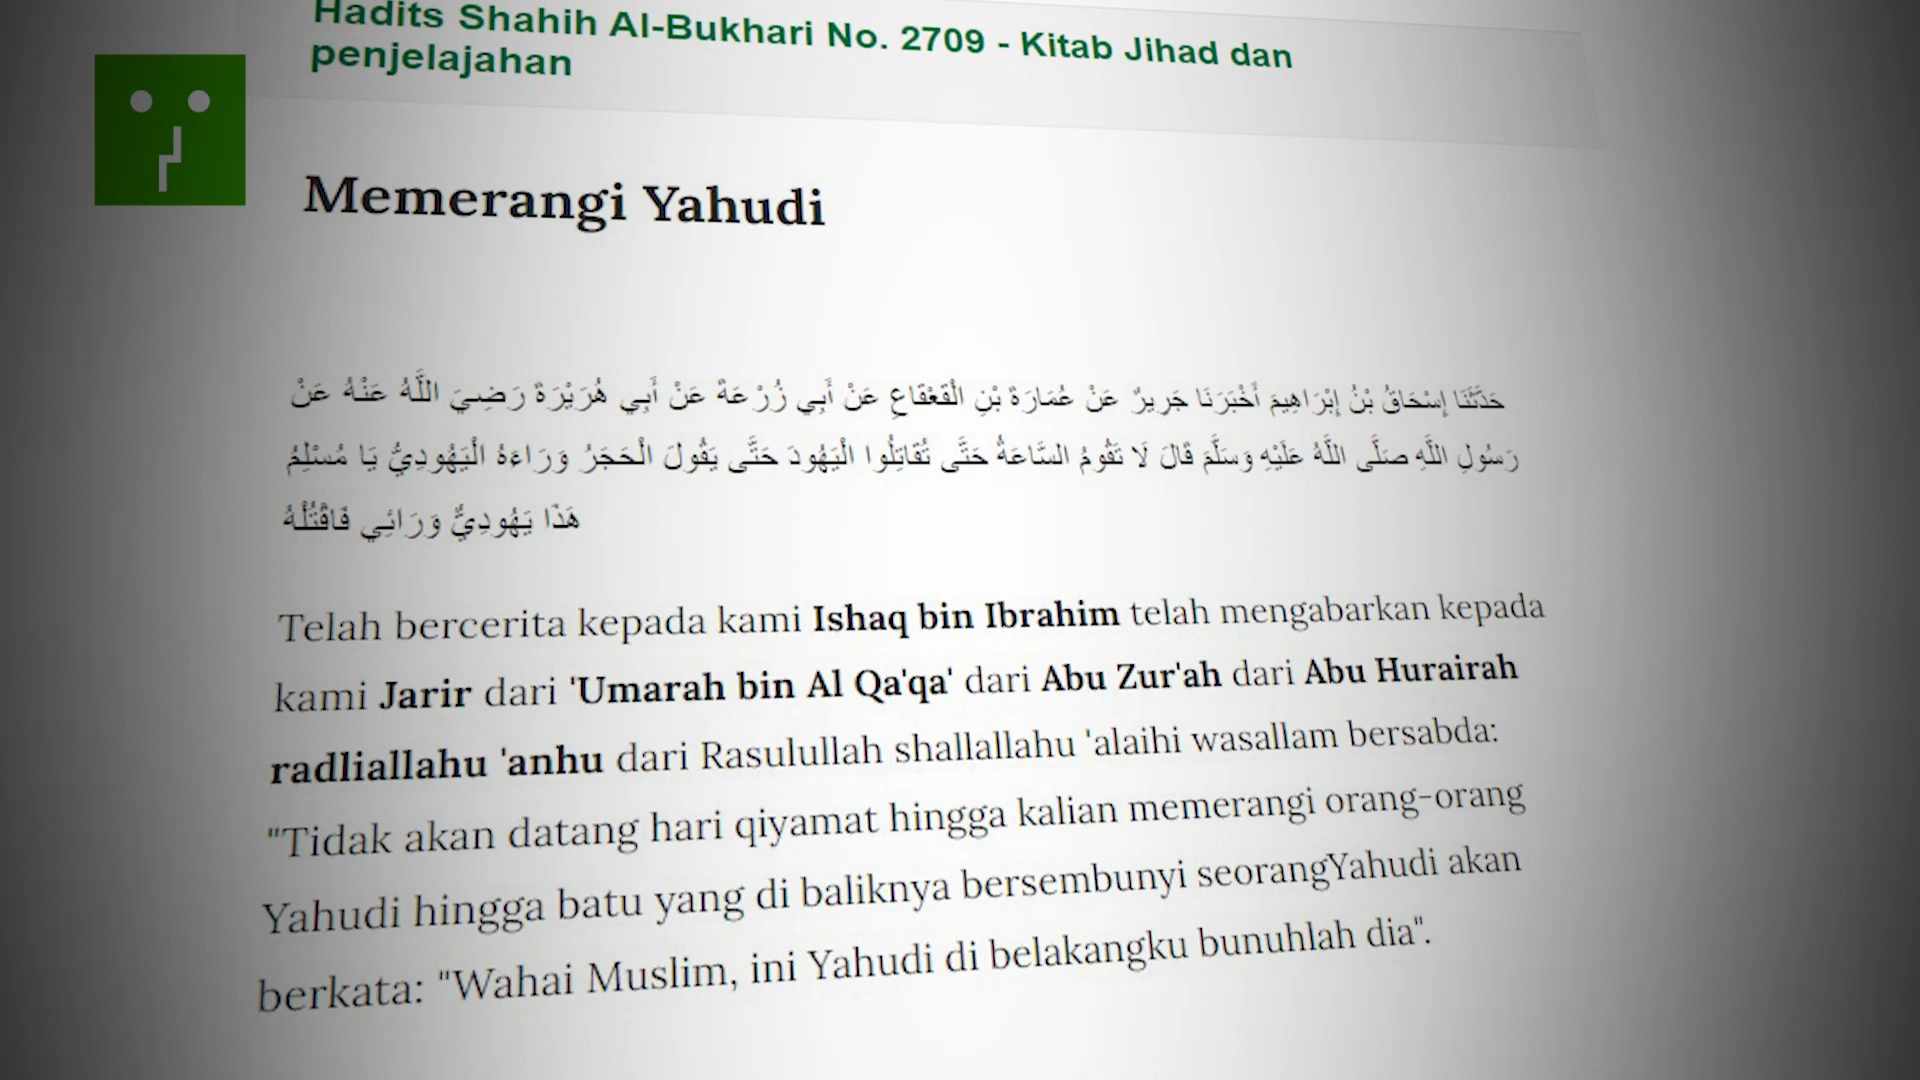 Hadits Shahih Al-Bukhari No. 2709 - Kitab Jihad dan
penjelajahan
Memerangi Yahudi
حَدَّثَنَا إِسْحَاقُ بْنُ إِبْرَاهِيمَ أَخْبَرَنَا جَرِيرٌ عَنْ عُمَارَةَ بْنِ الْقَعْقَاعِ عَنْ أَبِي زُرْعَةَ عَنْ أَبِي هُرَيْرَةَ رَضِيَ اللَّهُ عَنْهُ عَنْ
رَسُولِ اللَّهِ صَلَّى اللَّهُ عَلَيْهِ وَسَلَّمَ قَالَ لَا تَقُومُ السَّاعَةُ حَتَّى تُقَاتِلُوا الْيَهُودَ حَتَّى يَقُولَ الْحَجَرُ وَرَاءَهُ الْيَهُودِيُّ يَا مُسْلِمُ
هَذَا يَهُودِيٌّ وَرَائِي فَاقْتُلْهُ
Telah bercerita kepada kami Ishaq bin Ibrahim telah mengabarkan kepada
kami Jarir dari 'Umarah bin Al Qa'qa' dari Abu Zur'ah dari Abu Hurairah
radliallahu 'anhu dari Rasulullah shallallahu 'alaihi wasallam bersabda:
"Tidak akan datang hari qiyamat hingga kalian memerangi orang-orang
Yahudi hingga batu yang di baliknya bersembunyi seorangYahudi akan
berkata: "Wahai Muslim, ini Yahudi di belakangku bunuhlah dia".